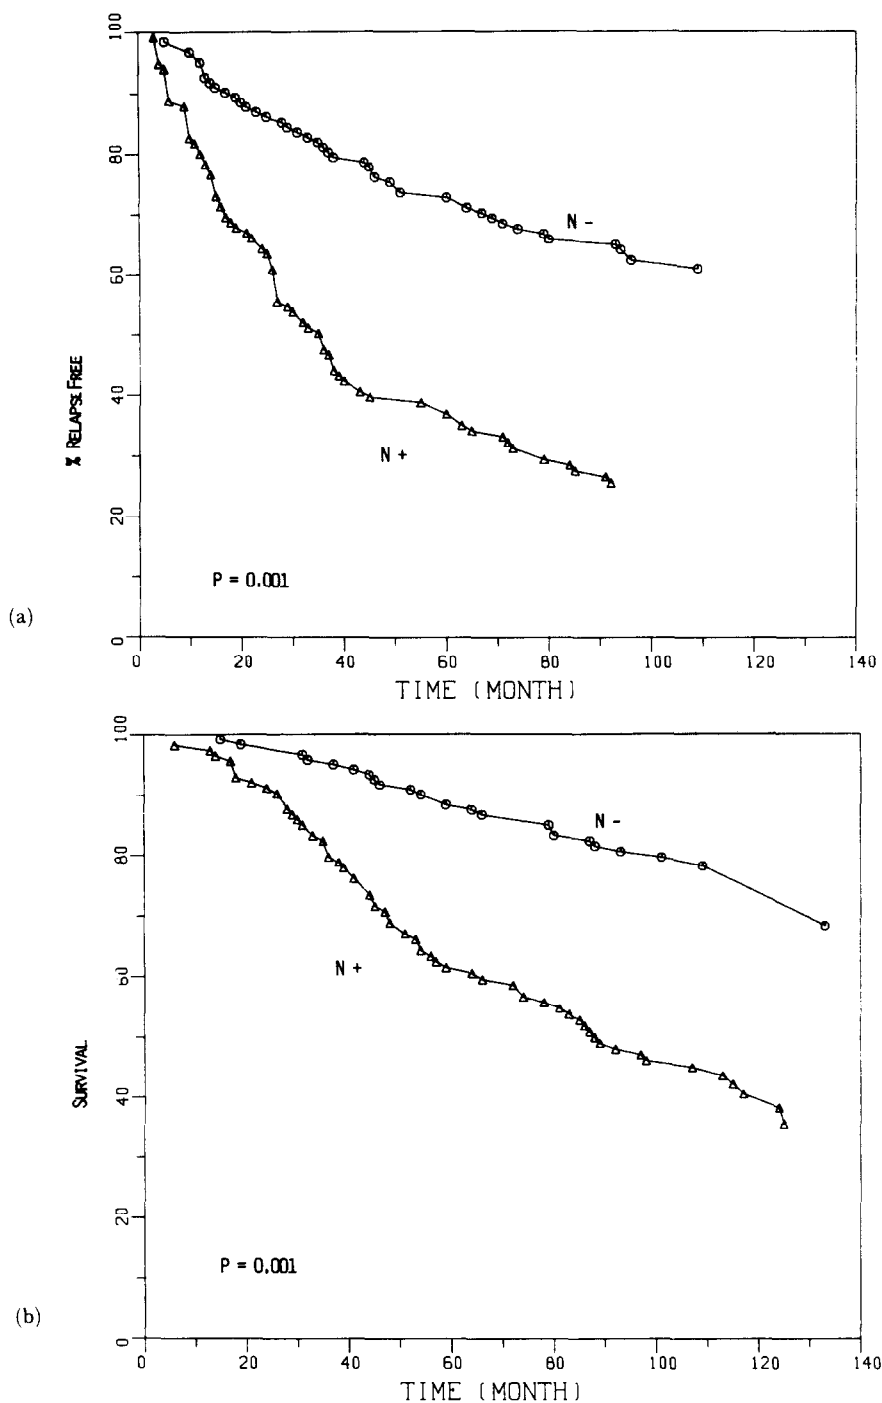 100
80
60
40
20
0
% RELAPSE FREE
N -
N +
P = 0.001
(a)
20 40 60 80 100 120 140
TIME (MONTH)
100
80
60
40
20
0
SURVIVAL
N -
N +
P = 0.001
(b)
0 20 40 60 80 100 120 140
TIME (MONTH)